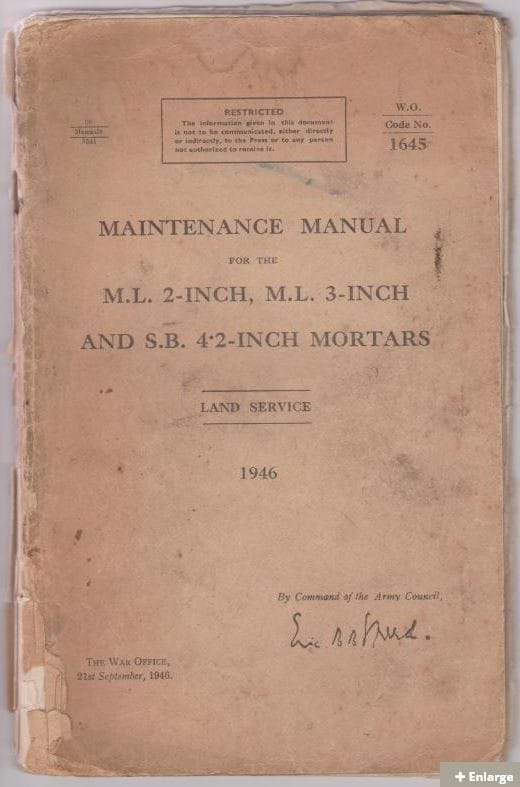 RESTRICTED
The information given in this document
is not to be communicated, either directly
or indirectly, to the Press or to any person
not authorized to receive it.
26
Manuals
W.O.
Code No.
1645
MAINTENANCE MANUAL
FOR THE
M.L. 2-INCH, M.L. 3-INCH
AND S.B. 4·2-INCH MORTARS
LAND SERVICE
1946
By Command of the Army Council,
THE WAR OFFICE,
21st September, 1946.
+ Enlarge